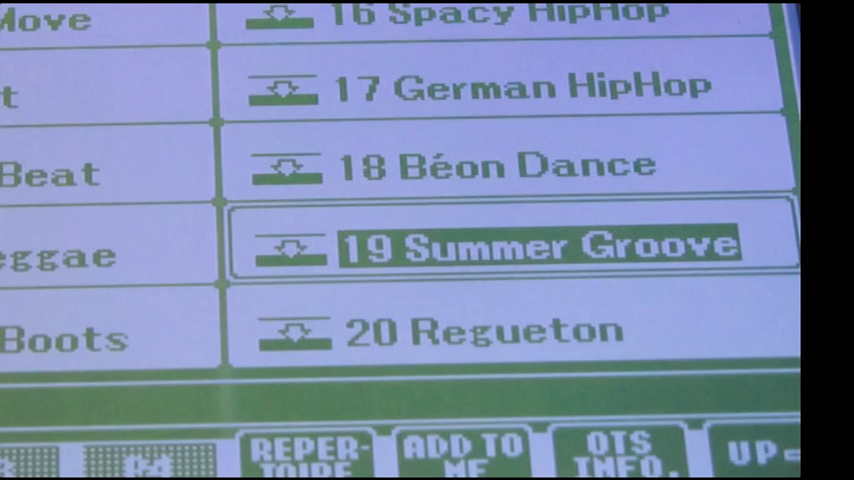 Move
16 Spacy HipHop
t
17 German HipHop
Beat
18 Béon Dance
eggae
19 Summer Groove
Boots
20 Regueton
REPER-
TOIRE
ADD TO
ME
OTS
INFO.
UP